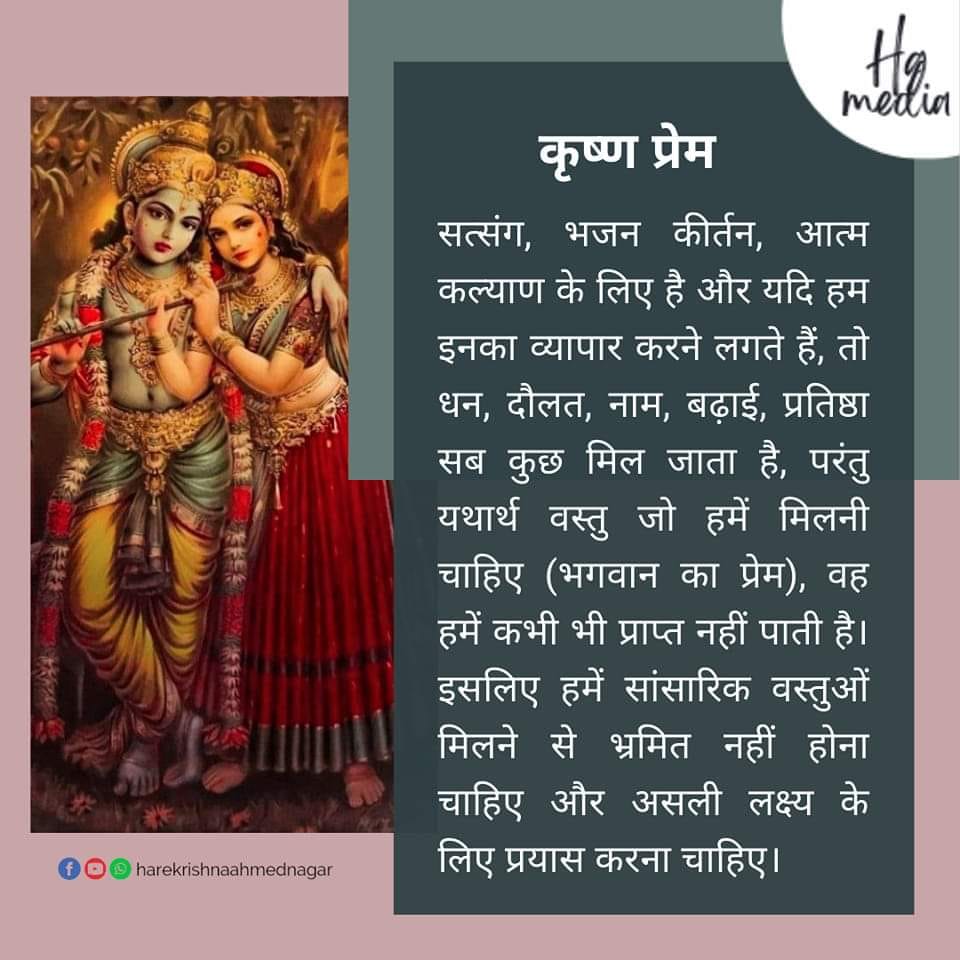 Hg
media
कृष्ण प्रेम
सत्संग, भजन कीर्तन, आत्म
कल्याण के लिए है और यदि हम
इनका व्यापार करने लगते हैं, तो
धन, दौलत, नाम, बढ़ाई, प्रतिष्ठा
सब कुछ मिल जाता है, परंतु
यथार्थ वस्तु जो हमें मिलनी
चाहिए (भगवान का प्रेम), वह
हमें कभी भी प्राप्त नहीं पाती है।
इसलिए हमें सांसारिक वस्तुओं
मिलने से भ्रमित नहीं होना
चाहिए और असली लक्ष्य के
लिए प्रयास करना चाहिए।
harekrishnaahmednagar